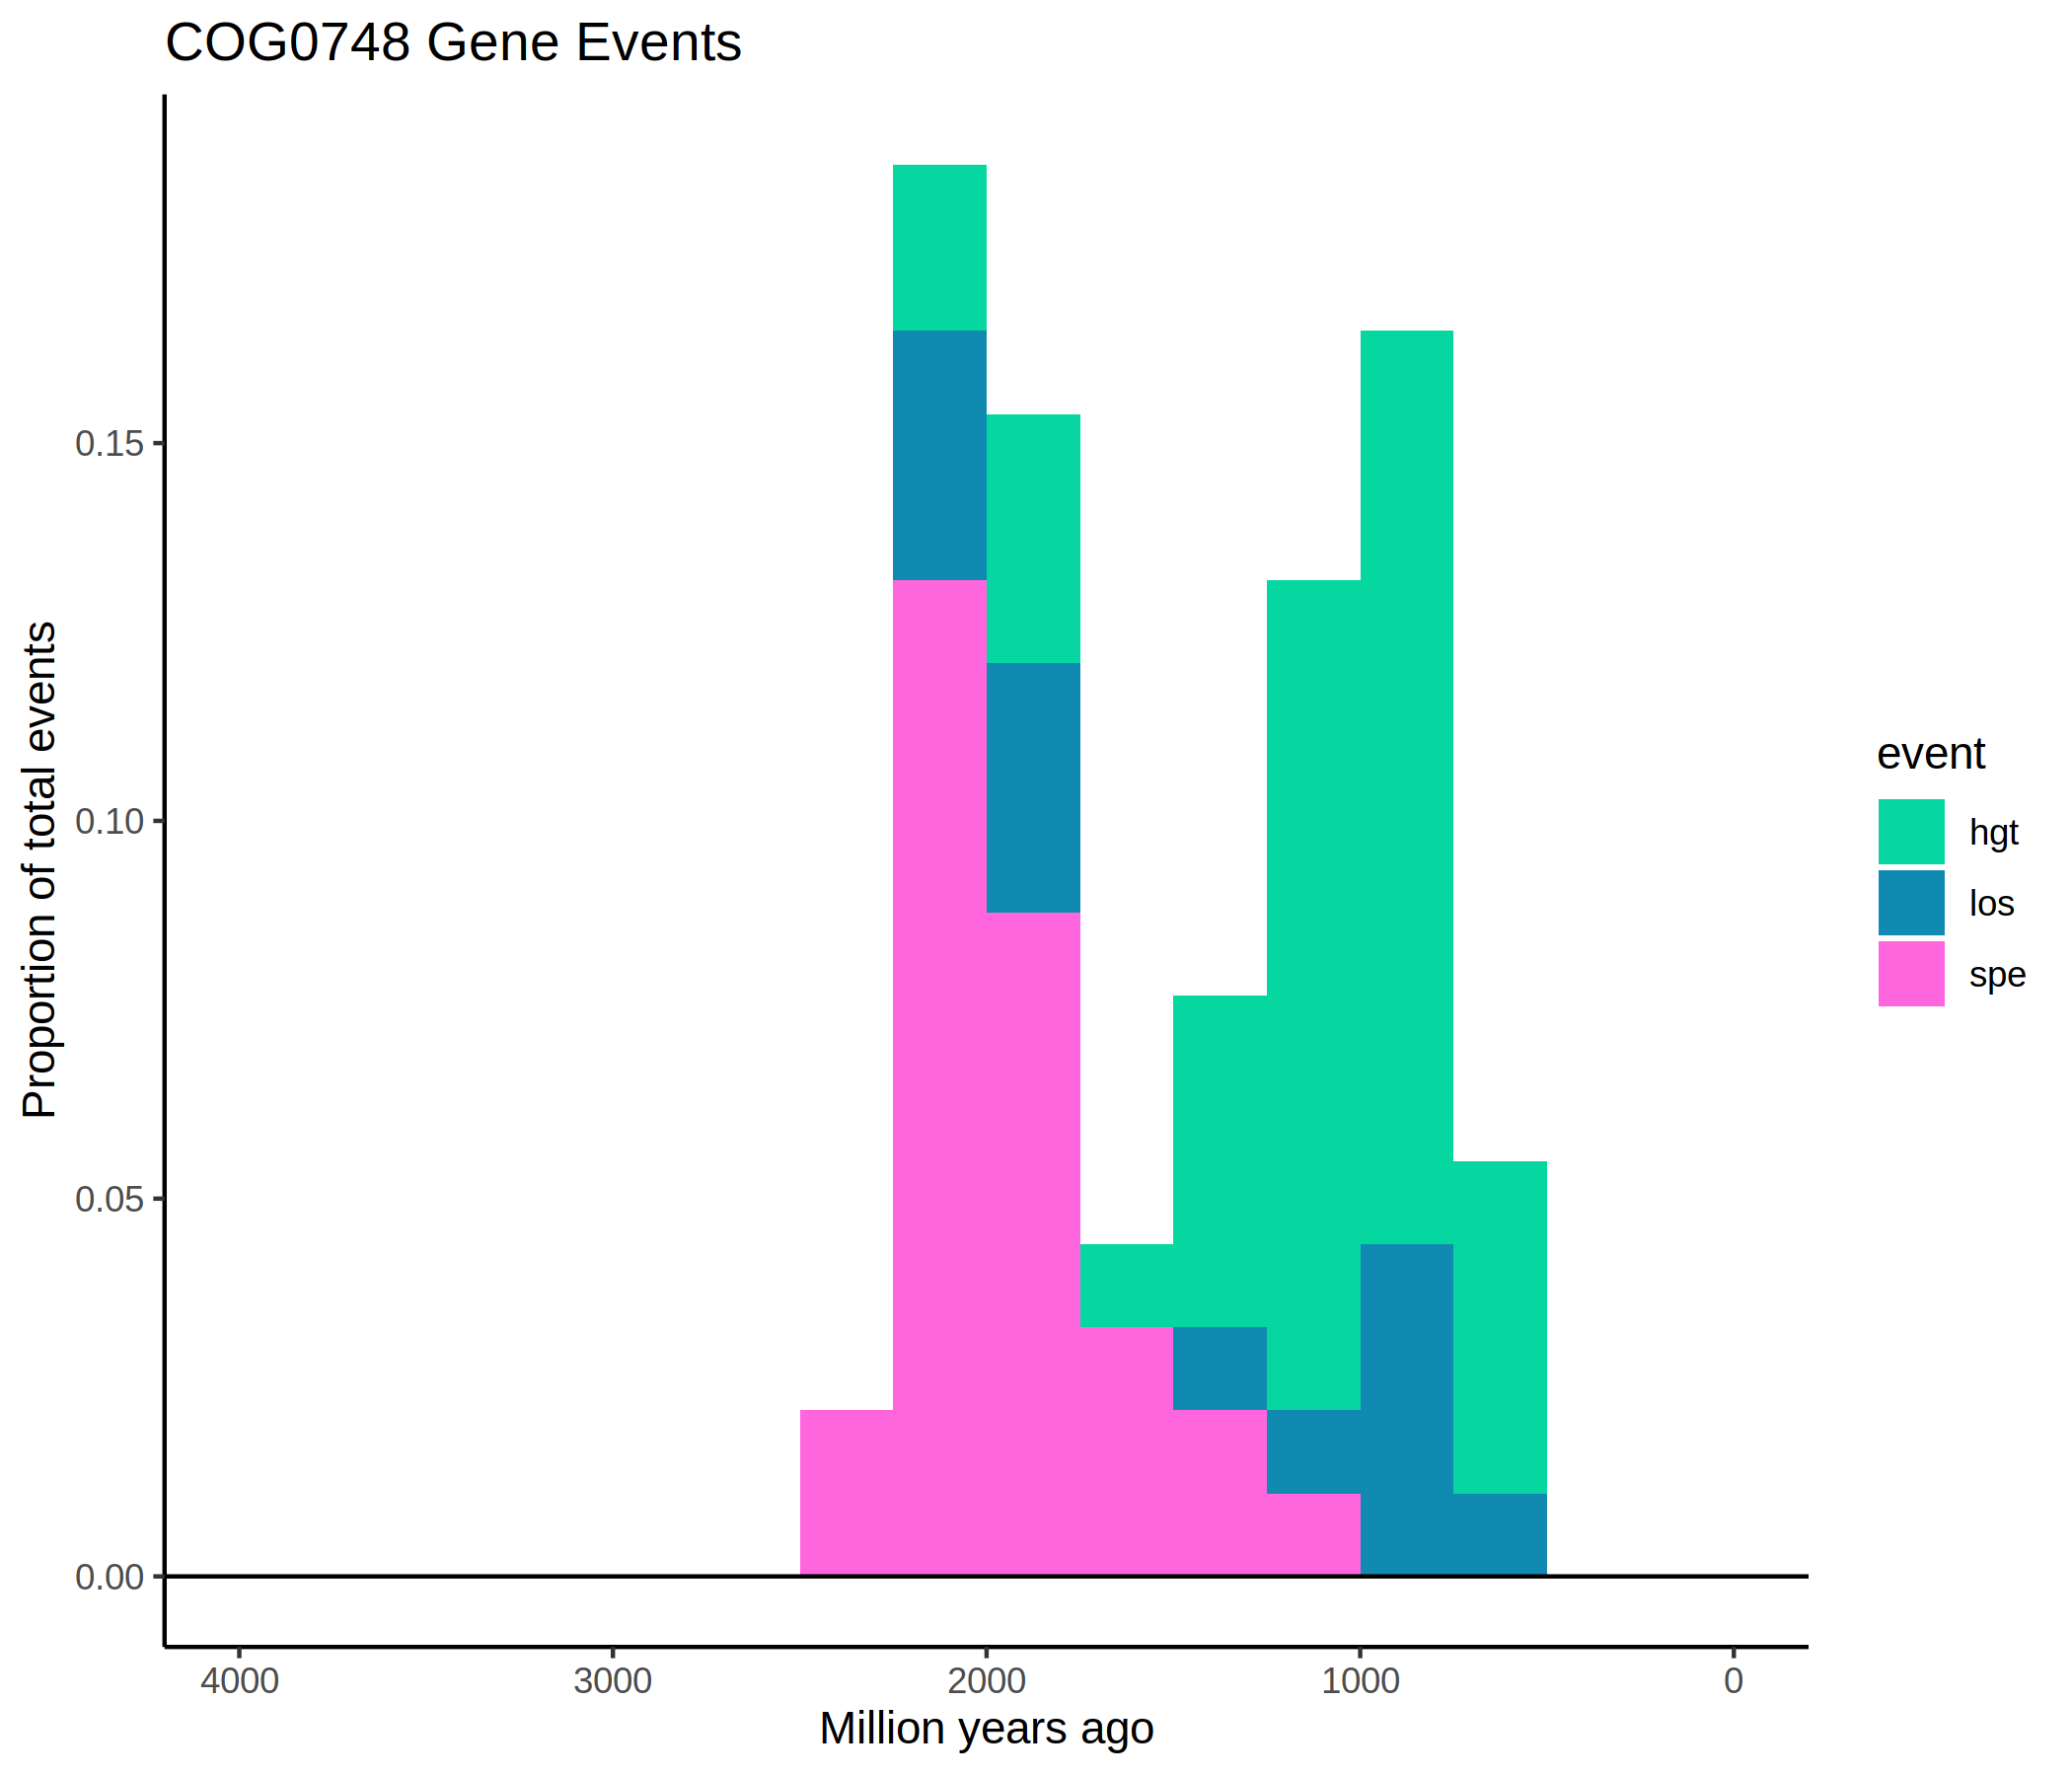 COG0748 Gene Events
Proportion of total events
0.15
0.10
0.05
0.00
4000 3000 2000 1000 0
Million years ago
event
hgt
los
spe